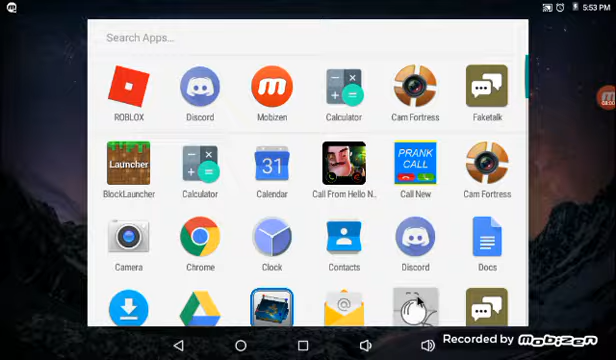 5:53 PM
Search Apps...
ROBLOX
Discord
Mobizen
Calculator
Cam Fortress
Faketalk
Launcher
31
PRANK
CALL
BlockLauncher
Calculator
Calendar
Call From Hello N..
Call New
Cam Fortress
Camera
Chrome
Clock
Contacts
Discord
Docs
Recorded by mobizen